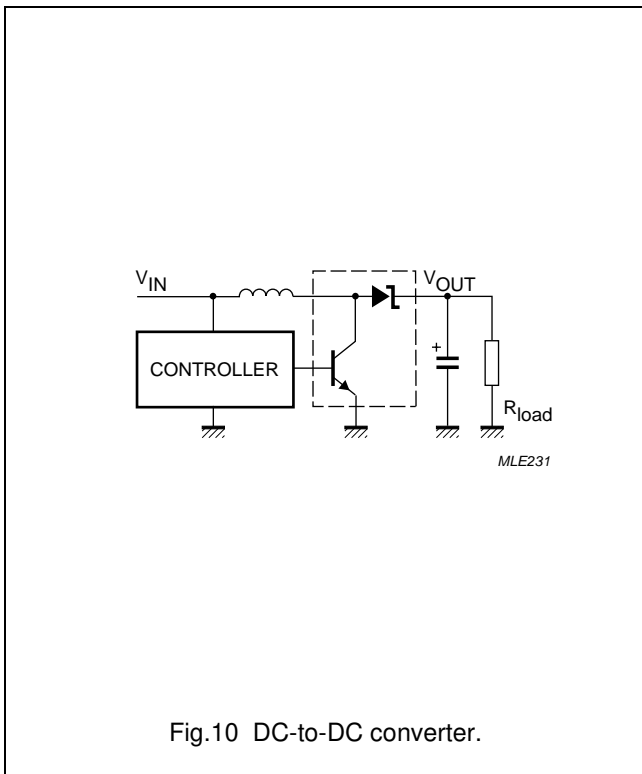 VIN
VOUT
CONTROLLER
+
Rload
MLE231
Fig.10 DC-to-DC converter.